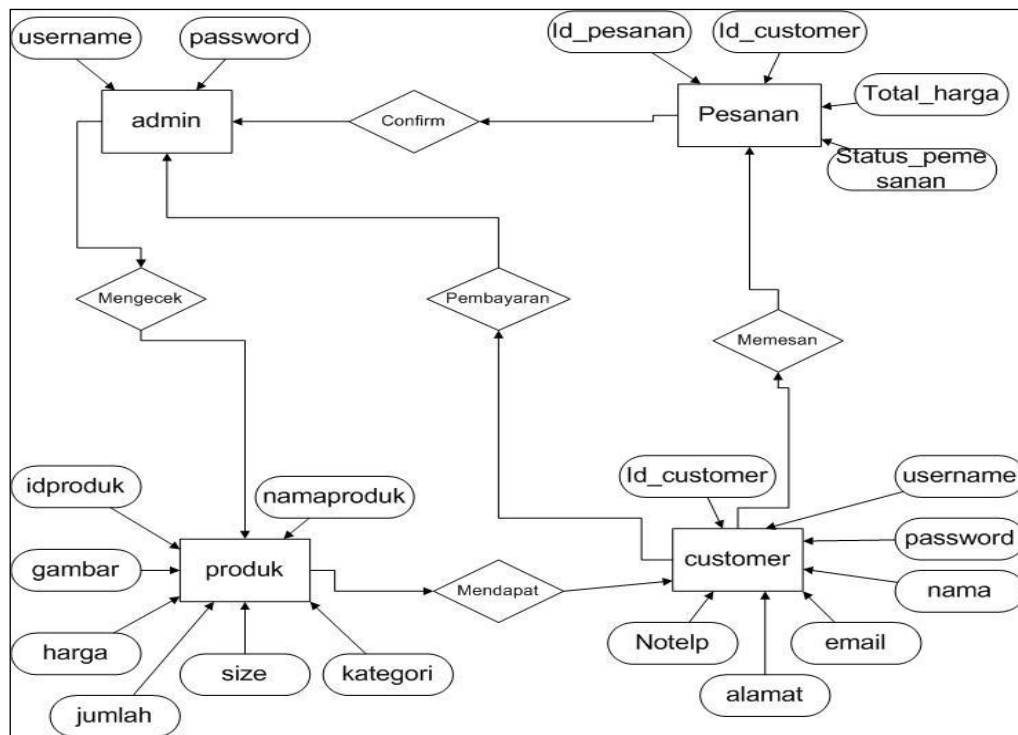 username
password
Id_pesanan
Id_customer
admin
Confirm
Pesanan
Total_harga
Status_peme
sanan
Mengecek
Pembayaran
Memesan
idproduk
namaproduk
Id_customer
username
gambar
produk
customer
password
Mendapat
nama
harga
size
kategori
Notelp
email
jumlah
alamat